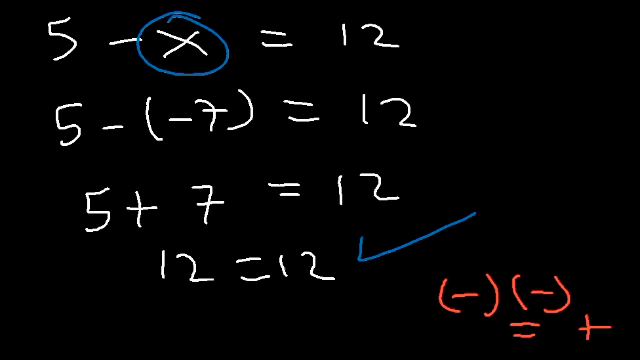 5 - x = 12
5 - (-7) = 12
5 + 7 = 12
12 = 12
(-)(-)
= +